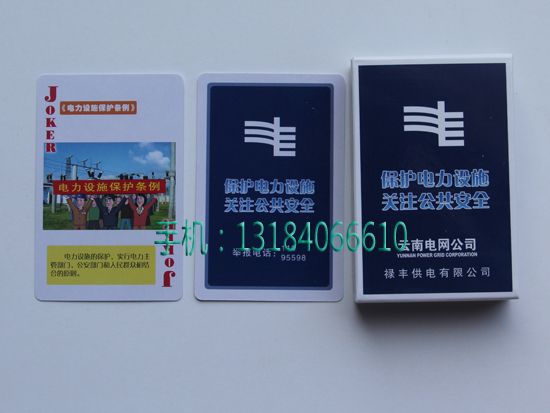 JOKER
《电力设施保护条例》
电力设施保护条例
电力设施的保护，实行电力主
管部门、公安部门和人民群众相结
合的原则。
JOKER
保护电力设施
关注公共安全
举报电话：
95598
保护电力设施
关注公共安全
云南电网公司
YUNNAN POWER GRID CORPORATION
禄丰供电有限公司
手机：13184066610